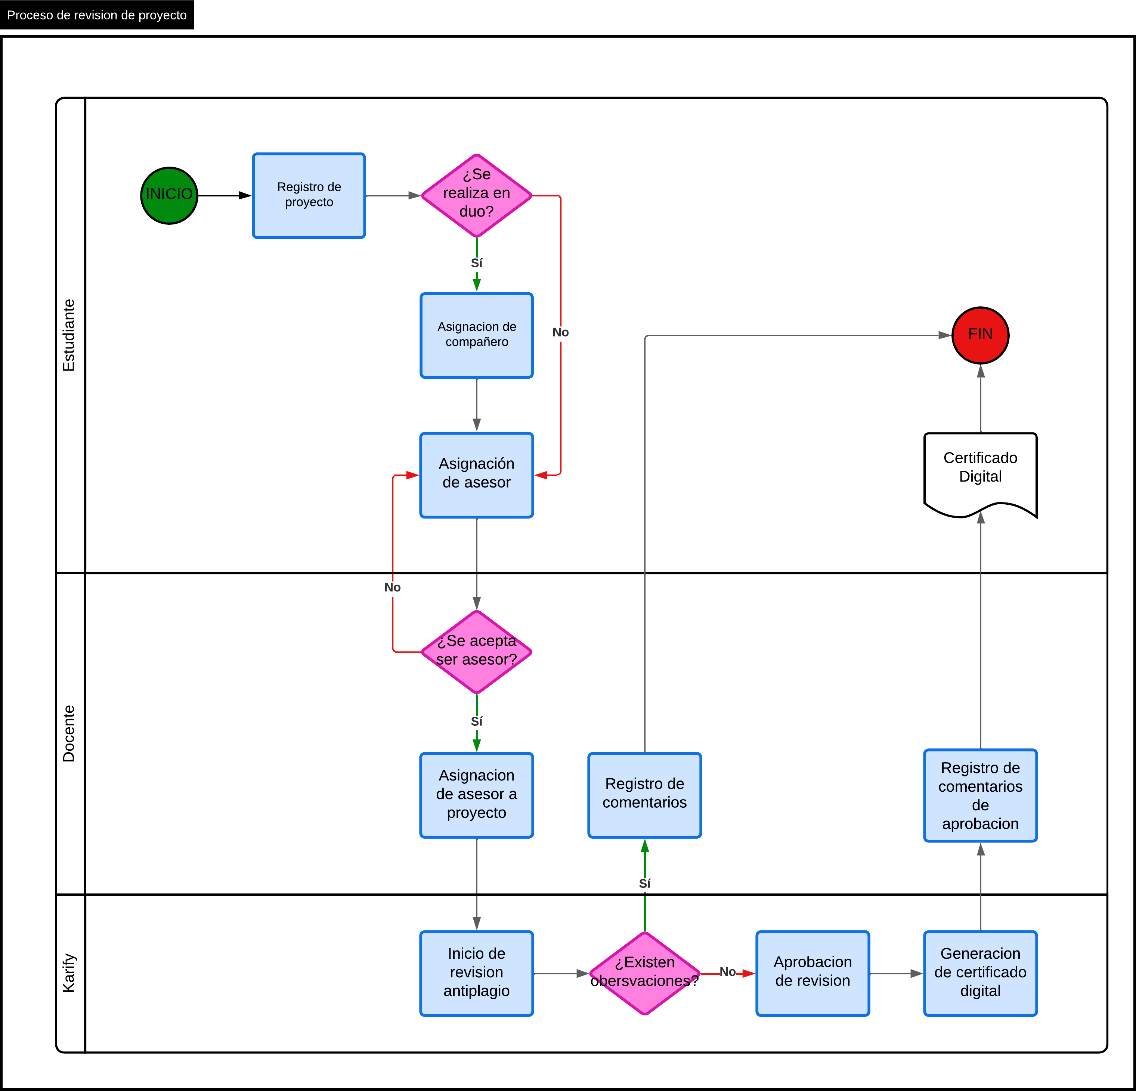 Proceso de revision de proyecto
Estudiante
INICIO
Registro de
proyecto
¿Se
realiza en
duo?
Sí
No
Asignacion de
compañero
Asignación
de asesor
FIN
Certificado
Digital
No
Docente
¿Se acepta
ser asesor?
Sí
Asignacion
de asesor a
proyecto
Registro de
comentarios
Registro de
comentarios
de
aprobacion
Sí
Karify
Inicio de
revision
antiplagio
¿Existen
obersvaciones?
No
Aprobacion
de revision
Generacion
de certificado
digital